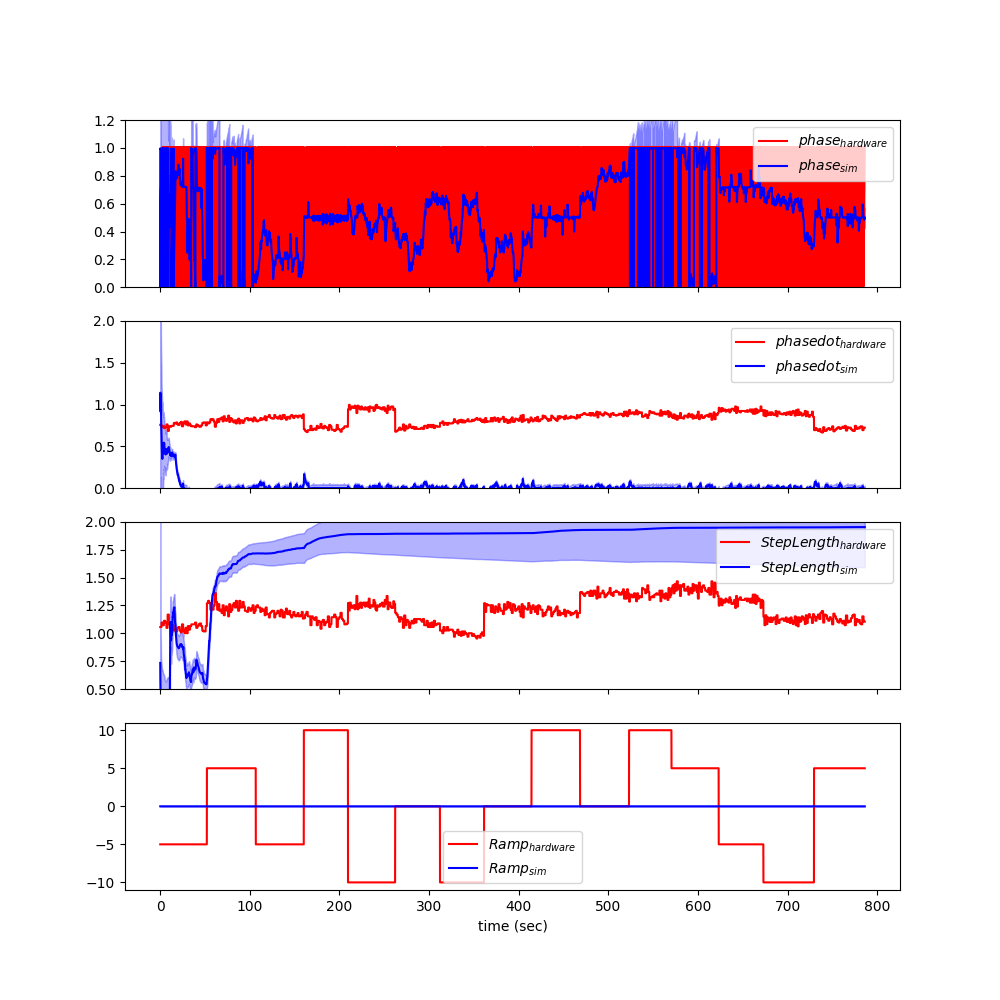 1.2
1.0
0.8
0.6
0.4
0.2
0.0
phase_hardware
phase_sim
2.0
1.5
1.0
0.5
0.0
phasedot_hardware
phasedot_sim
2.00
1.75
1.50
1.25
1.00
0.75
0.50
StepLength_hardware
StepLength_sim
10
5
0
−5
−10
Ramp_hardware
Ramp_sim
0 100 200 300 400 500 600 700 800
time (sec)